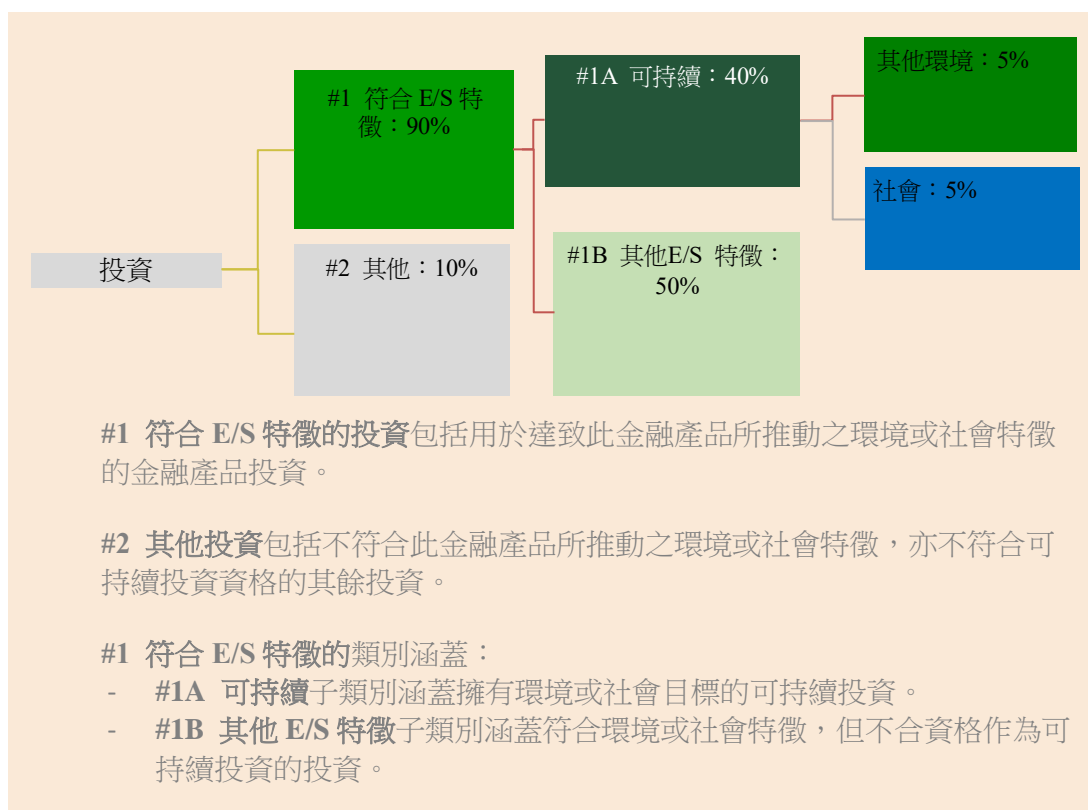 投資
#1 符合 E/S 特
徵：90%
#2 其他：10%
#1A 可持續：40%
#1B 其他E/S 特徵：
50%
其他環境：5%
社會：5%
#1 符合 E/S 特徵的投資包括用於達致此金融產品所推動之環境或社會特徵
的金融產品投資。
#2 其他投資包括不符合此金融產品所推動之環境或社會特徵，亦不符合可
持續投資資格的其餘投資。
#1 符合 E/S 特徵的類別涵蓋：
- #1A 可持續子類別涵蓋擁有環境或社會目標的可持續投資。
- #1B 其他 E/S 特徵子類別涵蓋符合環境或社會特徵，但不合資格作為可
持續投資的投資。